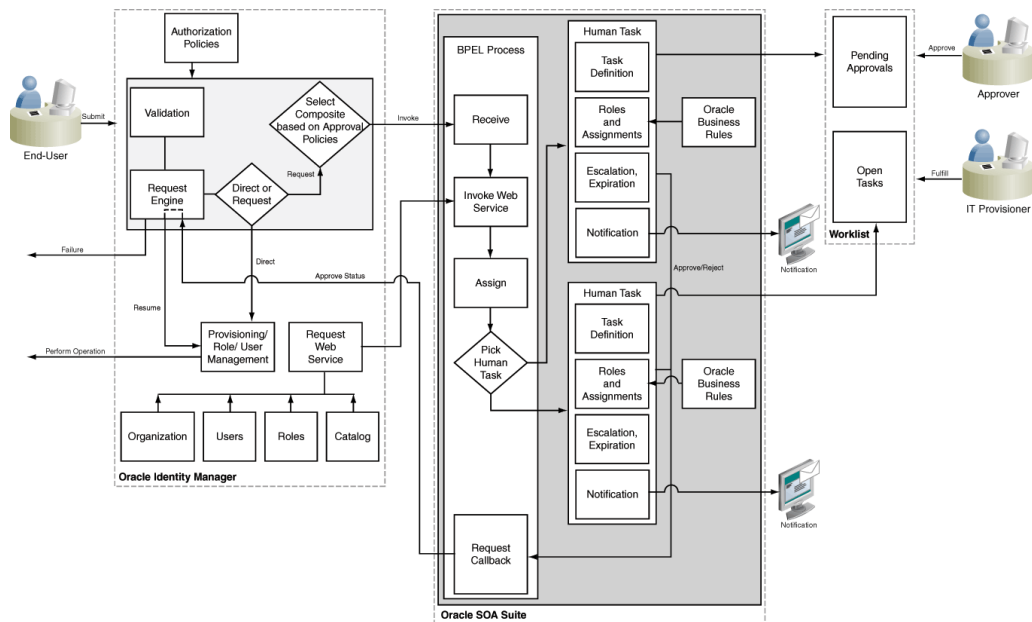 Authorization
Policies
Submit
End-User
Validation
Select
Composite
based on Approval
Policies
Request
Engine
Direct or
Request
Request
Invoke
Failure
Direct
Approve Status
Resume
Perform Operation
Provisioning/
Role/ User
Management
Request
Web
Service
Organization
Users
Roles
Catalog
Oracle Identity Manager
BPEL Process
Receive
Invoke Web
Service
Assign
Pick
Human
Task
Request
Callback
Human Task
Task
Definition
Roles
and
Assignments
Oracle
Business
Rules
Escalation,
Expiration
Notification
Approve/Reject
Human Task
Task
Definition
Roles
and
Assignments
Oracle
Business
Rules
Escalation,
Expiration
Notification
Oracle SOA Suite
Pending
Approvals
Open
Tasks
Worklist
Approve
Approver
Fulfill
IT Provisioner
Notification
Notification